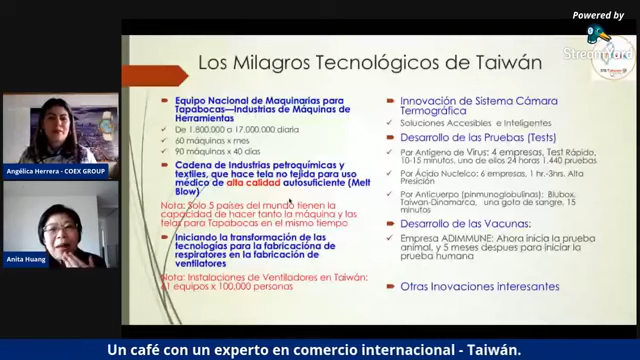 Powered by
StreamYard
Los Milagros Tecnológicos de Taiwán
Equipo Nacional de Maquinarias para
Tapabocas—Industrias de Máquinas de
Herramientas
De 1.800.000 a 17.000.000 diaria
60 máquinas x mes
90 máquinas x 40 días
Cadena de Industrias petroquímicas y
textiles, que hace tela no tejida para uso
médico de alta calidad autosuficiente (Melt
Blow)
Nota: Solo 5 países del mundo tienen la
capacidad de hacer tanto la máquina y las
telas para Tapabocas en el mismo tiempo
Iniciando la transformación de las
tecnologías para la fabricaciòna de
respiratores en la fabricación de
ventilatores
Nota: Instalaciones de Ventiladores en Taiwán:
61 equipos x 100,000 personas
Innovación de Sistema Cámara
Termográfica
Soluciones Accesibles e Inteligentes
Desarrollo de las Pruebas (Tests)
Por Antígeno de Virus: 4 empresas, Test Rápido,
10-15 minutos, uno de ellos 24 horas 1,440 pruebas
Por Ácido Nucleico: 6 empresas, 1 hr.-3hrs. Alta
Presición
Por Anticuerpo (pinmunoglobulinas): Blubox,
Taiwan-Dinamarca, una gota de sangre, 15
minutos
Desarrollo de las Vacunas:
Empresa ADIMMUNE: Ahora inicia la prueba
animal, y 5 meses despues para iniciar la
prueba humana
Otras Inovaciones interesantes
Angélica Herrera - COEX GROUP
Anita Huang
Un café con un experto en comercio internacional - Taiwán.